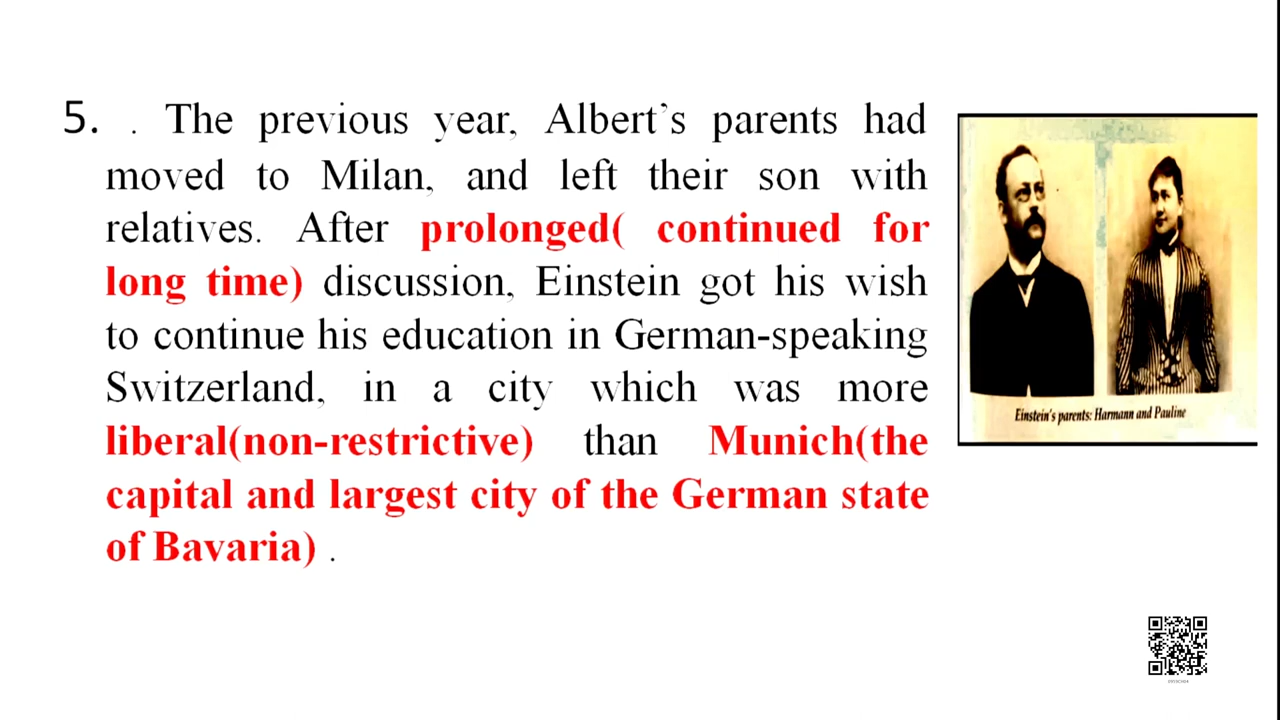 5. . The previous year, Albert’s parents had
moved to Milan, and left their son with
relatives. After prolonged( continued for
long time) discussion, Einstein got his wish
to continue his education in German-speaking
Switzerland, in a city which was more
liberal(non-restrictive) than Munich(the
capital and largest city of the German state
of Bavaria) .
Einstein's parents: Harmann and Pauline